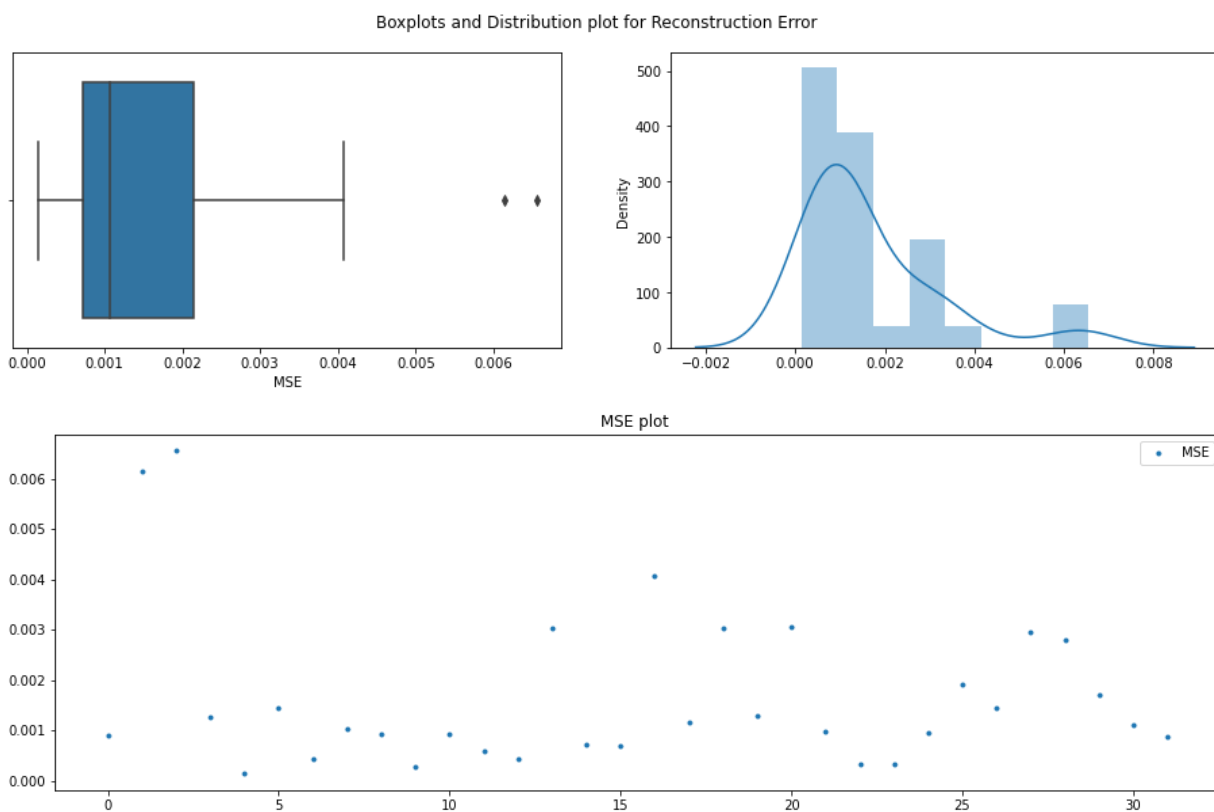 Boxplots and Distribution plot for Reconstruction Error
0.000 0.001 0.002 0.003 0.004 0.005 0.006
MSE
500
400
300
200
100
0
Density
−0.002 0.000 0.002 0.004 0.006 0.008
MSE plot
MSE
0.006
0.005
0.004
0.003
0.002
0.001
0.000
0 5 10 15 20 25 30